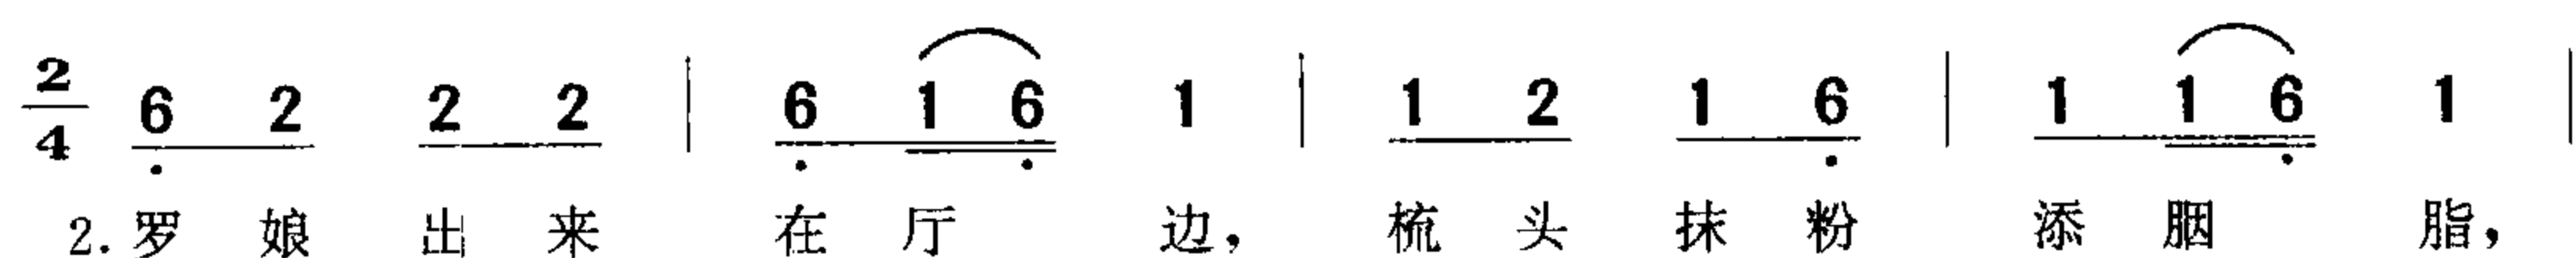 2/4 6 2 2 2 | 6 1 6 1 | 1 2 1 6 | 1 1 6 1 |
2. 罗 娘 出 来 在 厅 边， 梳 头 抹 粉 添 胭 脂，